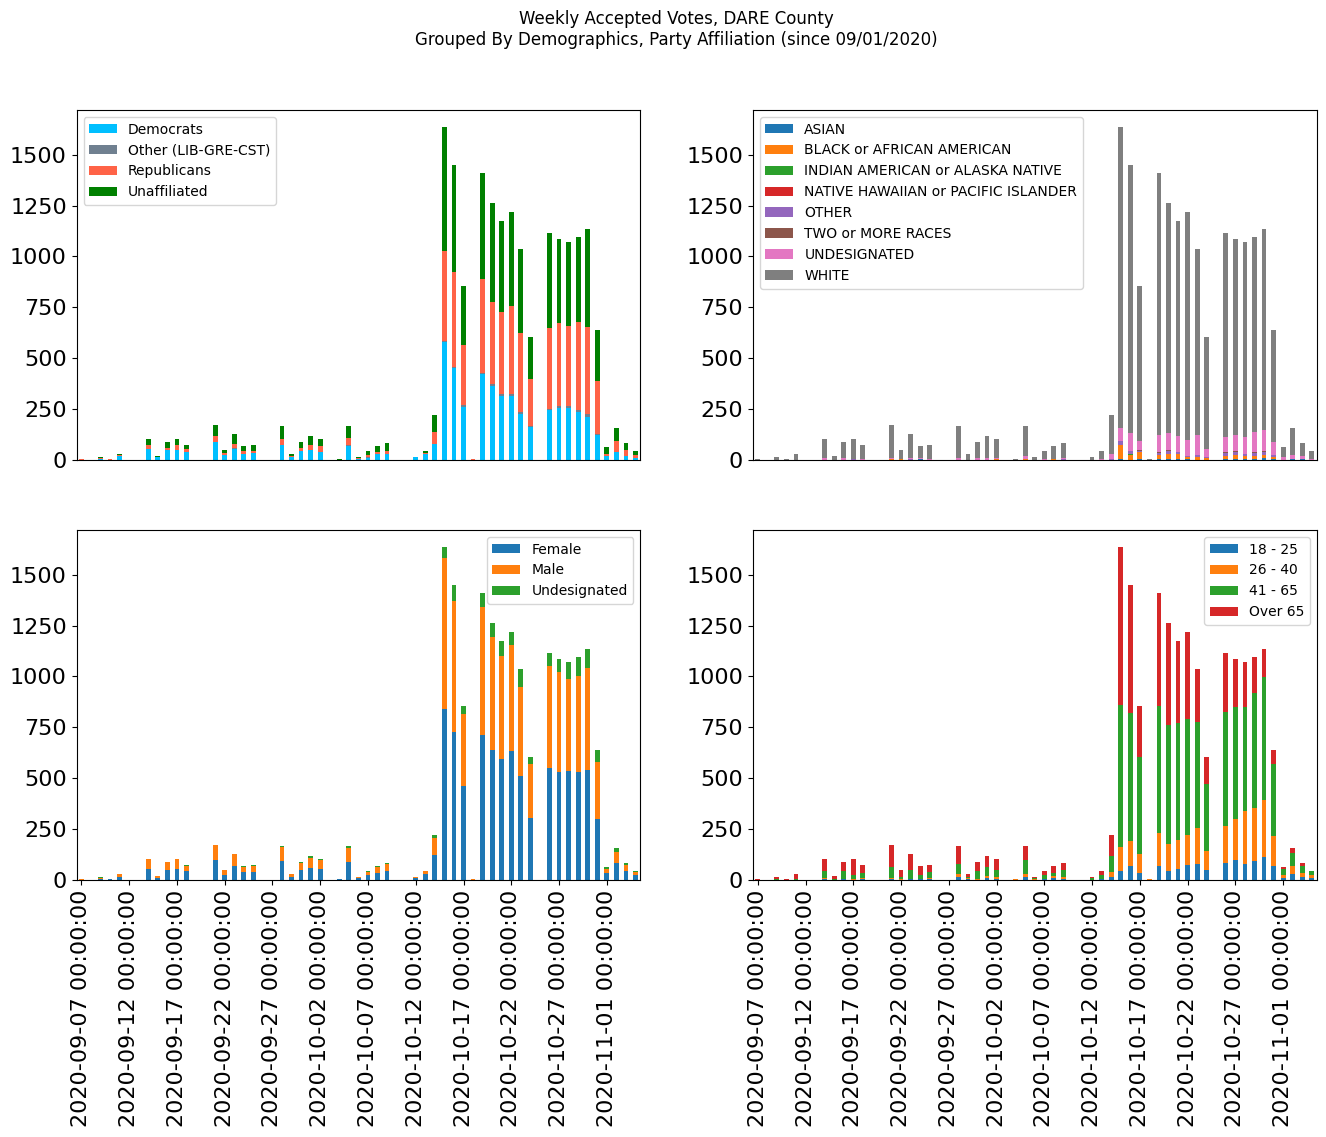 Weekly Accepted Votes, DARE County
Grouped By Demographics, Party Affiliation (since 09/01/2020)
Democrats
Other (LIB-GRE-CST)
Republicans
Unaffiliated
1500
1250
1000
750
500
250
0
ASIAN
BLACK or AFRICAN AMERICAN
INDIAN AMERICAN or ALASKA NATIVE
NATIVE HAWAIIAN or PACIFIC ISLANDER
OTHER
TWO or MORE RACES
UNDESIGNATED
WHITE
1500
1250
1000
750
500
250
0
Female
Male
Undesignated
1500
1250
1000
750
500
250
0
2020-09-07 00:00:00
2020-09-12 00:00:00
2020-09-17 00:00:00
2020-09-22 00:00:00
2020-09-27 00:00:00
2020-10-02 00:00:00
2020-10-07 00:00:00
2020-10-12 00:00:00
2020-10-17 00:00:00
2020-10-22 00:00:00
2020-10-27 00:00:00
2020-11-01 00:00:00
18 - 25
26 - 40
41 - 65
Over 65
1500
1250
1000
750
500
250
0
2020-09-07 00:00:00
2020-09-12 00:00:00
2020-09-17 00:00:00
2020-09-22 00:00:00
2020-09-27 00:00:00
2020-10-02 00:00:00
2020-10-07 00:00:00
2020-10-12 00:00:00
2020-10-17 00:00:00
2020-10-22 00:00:00
2020-10-27 00:00:00
2020-11-01 00:00:00